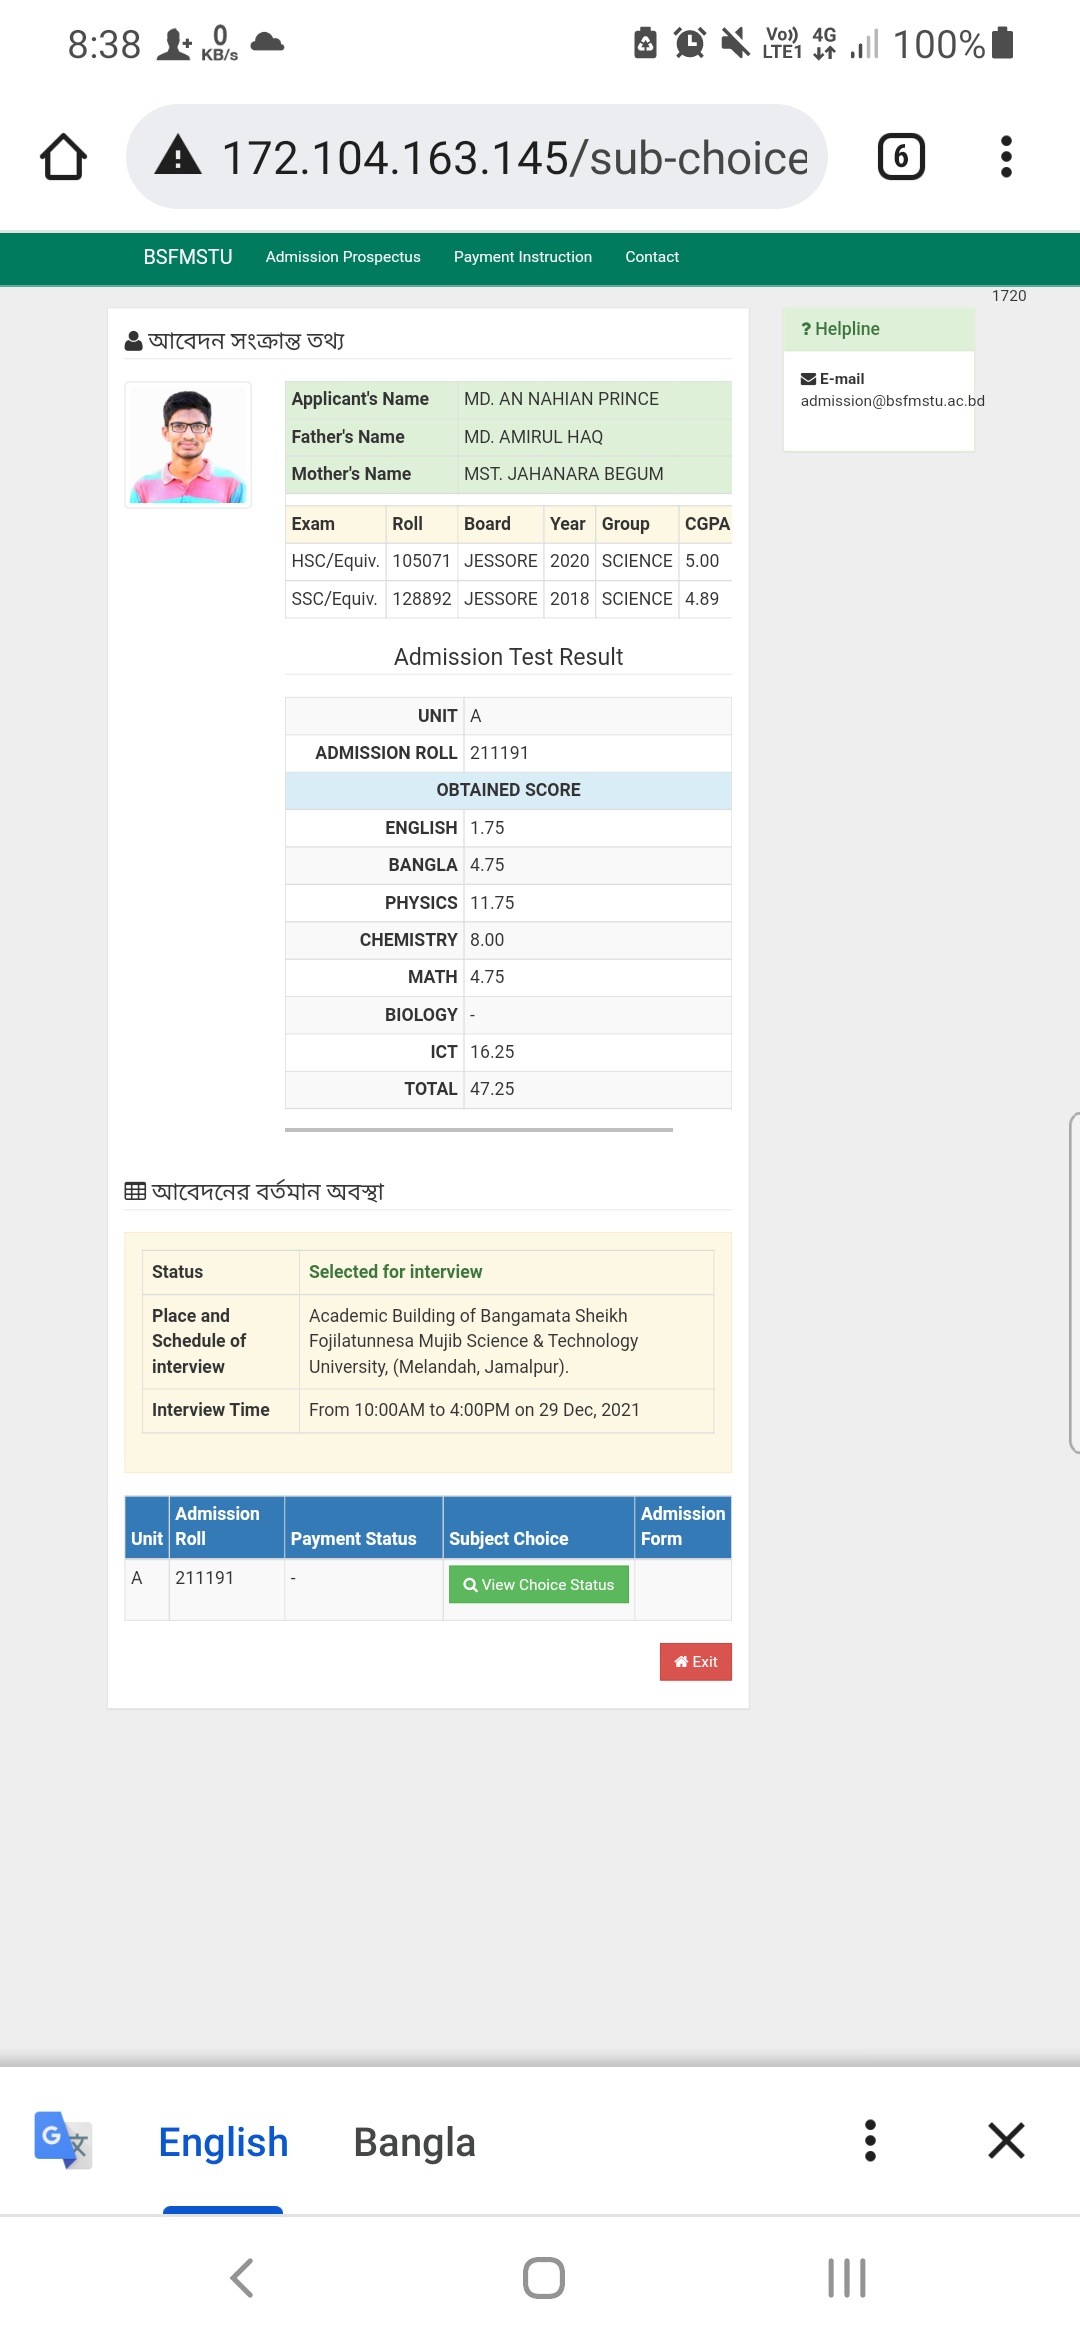 8:38
0
KB/s
Vo))
LTE1
4G
100%
172.104.163.145/sub-choice
6
BSFMSTU Admission Prospectus Payment Instruction Contact
1720
আবেদন সংক্রান্ত তথ্য
Applicant's Name MD. AN NAHIAN PRINCE
Father's Name MD. AMIRUL HAQ
Mother's Name MST. JAHANARA BEGUM
Exam Roll Board Year Group CGPA
HSC/Equiv. 105071 JESSORE 2020 SCIENCE 5.00
SSC/Equiv. 128892 JESSORE 2018 SCIENCE 4.89
Admission Test Result
UNIT A
ADMISSION ROLL 211191
OBTAINED SCORE
ENGLISH 1.75
BANGLA 4.75
PHYSICS 11.75
CHEMISTRY 8.00
MATH 4.75
BIOLOGY -
ICT 16.25
TOTAL 47.25
আবেদনের বর্তমান অবস্থা
Status Selected for interview
Place and
Schedule of
interview
Academic Building of Bangamata Sheikh
Fojilatunnesa Mujib Science & Technology
University, (Melandah, Jamalpur).
Interview Time From 10:00AM to 4:00PM on 29 Dec, 2021
Unit Admission Roll Payment Status Subject Choice Admission Form
A 211191 - View Choice Status
Exit
? Helpline
E-mail
admission@bsfmstu.ac.bd
G 文
English Bangla